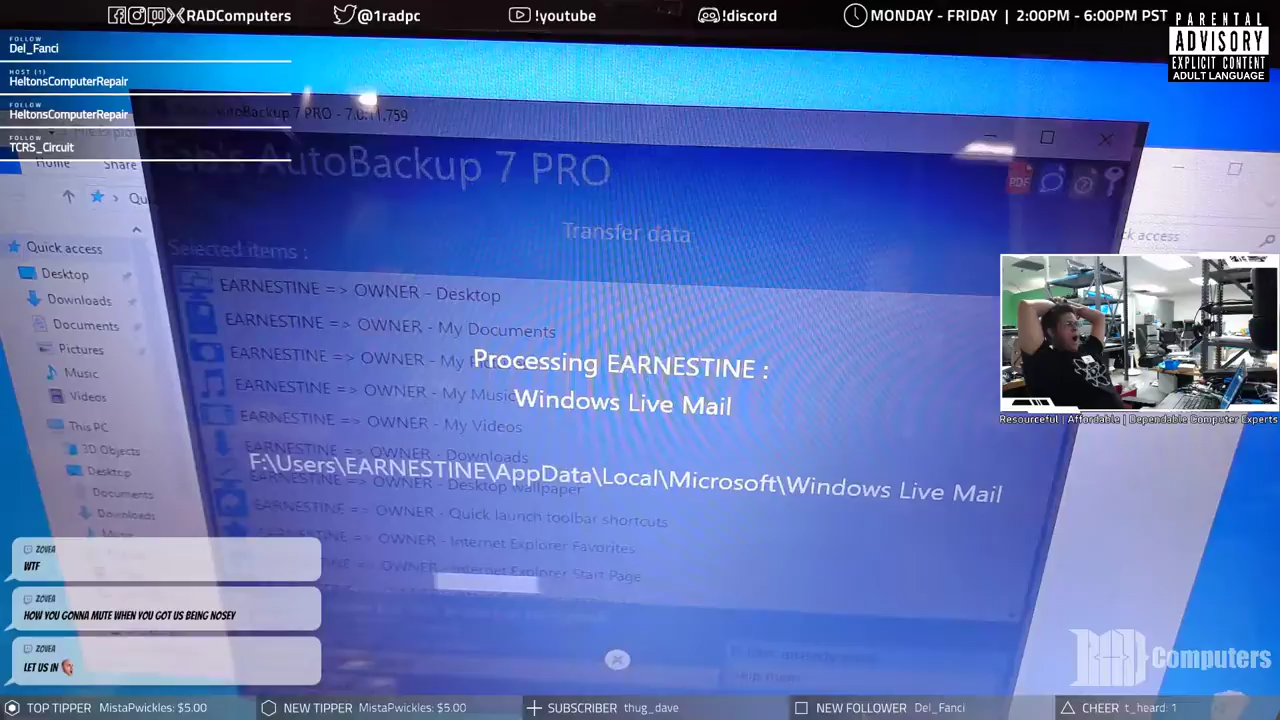 RADComputers
@1radpc
!youtube
!discord
MONDAY - FRIDAY | 2:00PM - 6:00PM PST
PARENTAL
ADVISORY
EXPLICIT CONTENT
ADULT LANGUAGE
FOLLOW
Del_Fanci
HOST (1)
HeltonsComputerRepair
FOLLOW
HeltonsComputerRepair
FOLLOW
TCRS_Circuit
AutoBackup 7 PRO - 7.0.11.759
Fab's AutoBackup 7 PRO
Home
Share
PDF
Transfer data
Selected items :
Quick access
Desktop
Downloads
Documents
Pictures
Music
Videos
This PC
3D Objects
Desktop
Documents
Downloads
Music
EARNESTINE => OWNER - Desktop
EARNESTINE => OWNER - My Documents
EARNESTINE => OWNER - My
EARNESTINE => OWNER - My Music
EARNESTINE => OWNER - My Videos
EARNESTINE => OWNER - Downloads
EARNESTINE => OWNER - Desktop wallpaper
EARNESTINE => OWNER - Quick launch toolbar shortcuts
EARNESTINE => OWNER - Internet Explorer Favorites
EARNESTINE => OWNER - Internet Explorer Start Page
Processing EARNESTINE :
Windows Live Mail
F:\Users\EARNESTINE\AppData\Local\Microsoft\Windows Live Mail
access
Resourceful | Affordable | Dependable Computer Experts
ZOVEA
WTF
ZOVEA
HOW YOU GONNA MUTE WHEN YOU GOT US BEING NOSEY
ZOVEA
LET US IN
RAD Computers
TOP TIPPER MistaPwickles: $5.00
NEW TIPPER MistaPwickles: $5.00
SUBSCRIBER thug_dave
NEW FOLLOWER Del_Fanci
CHEER t_heard: 1